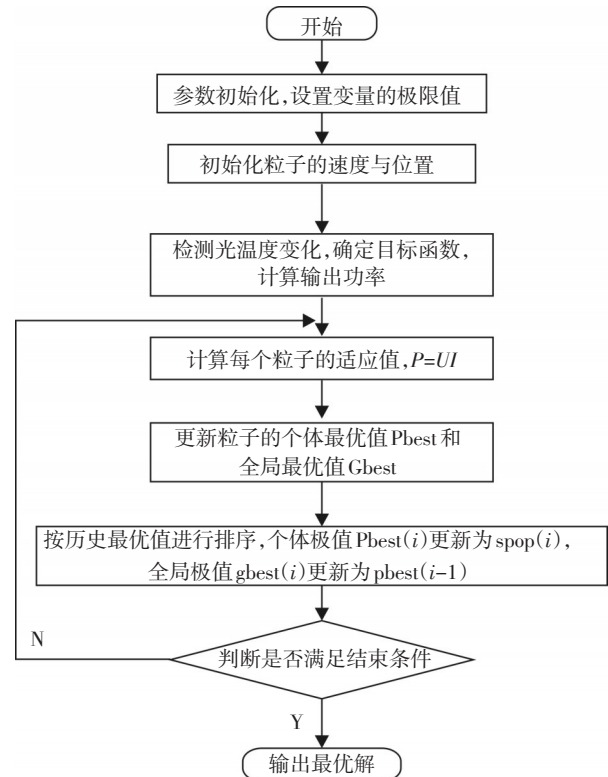 开始
参数初始化,设置变量的极限值
初始化粒子的速度与位置
检测光温度变化,确定目标函数,
计算输出功率
计算每个粒子的适应值,P=UI
更新粒子的个体最优值Pbest和
全局最优值Gbest
按历史最优值进行排序,个体极值Pbest(i)更新为spop(i),
全局极值gbest(i)更新为pbest(i−1)
N
判断是否满足结束条件
Y
输出最优解